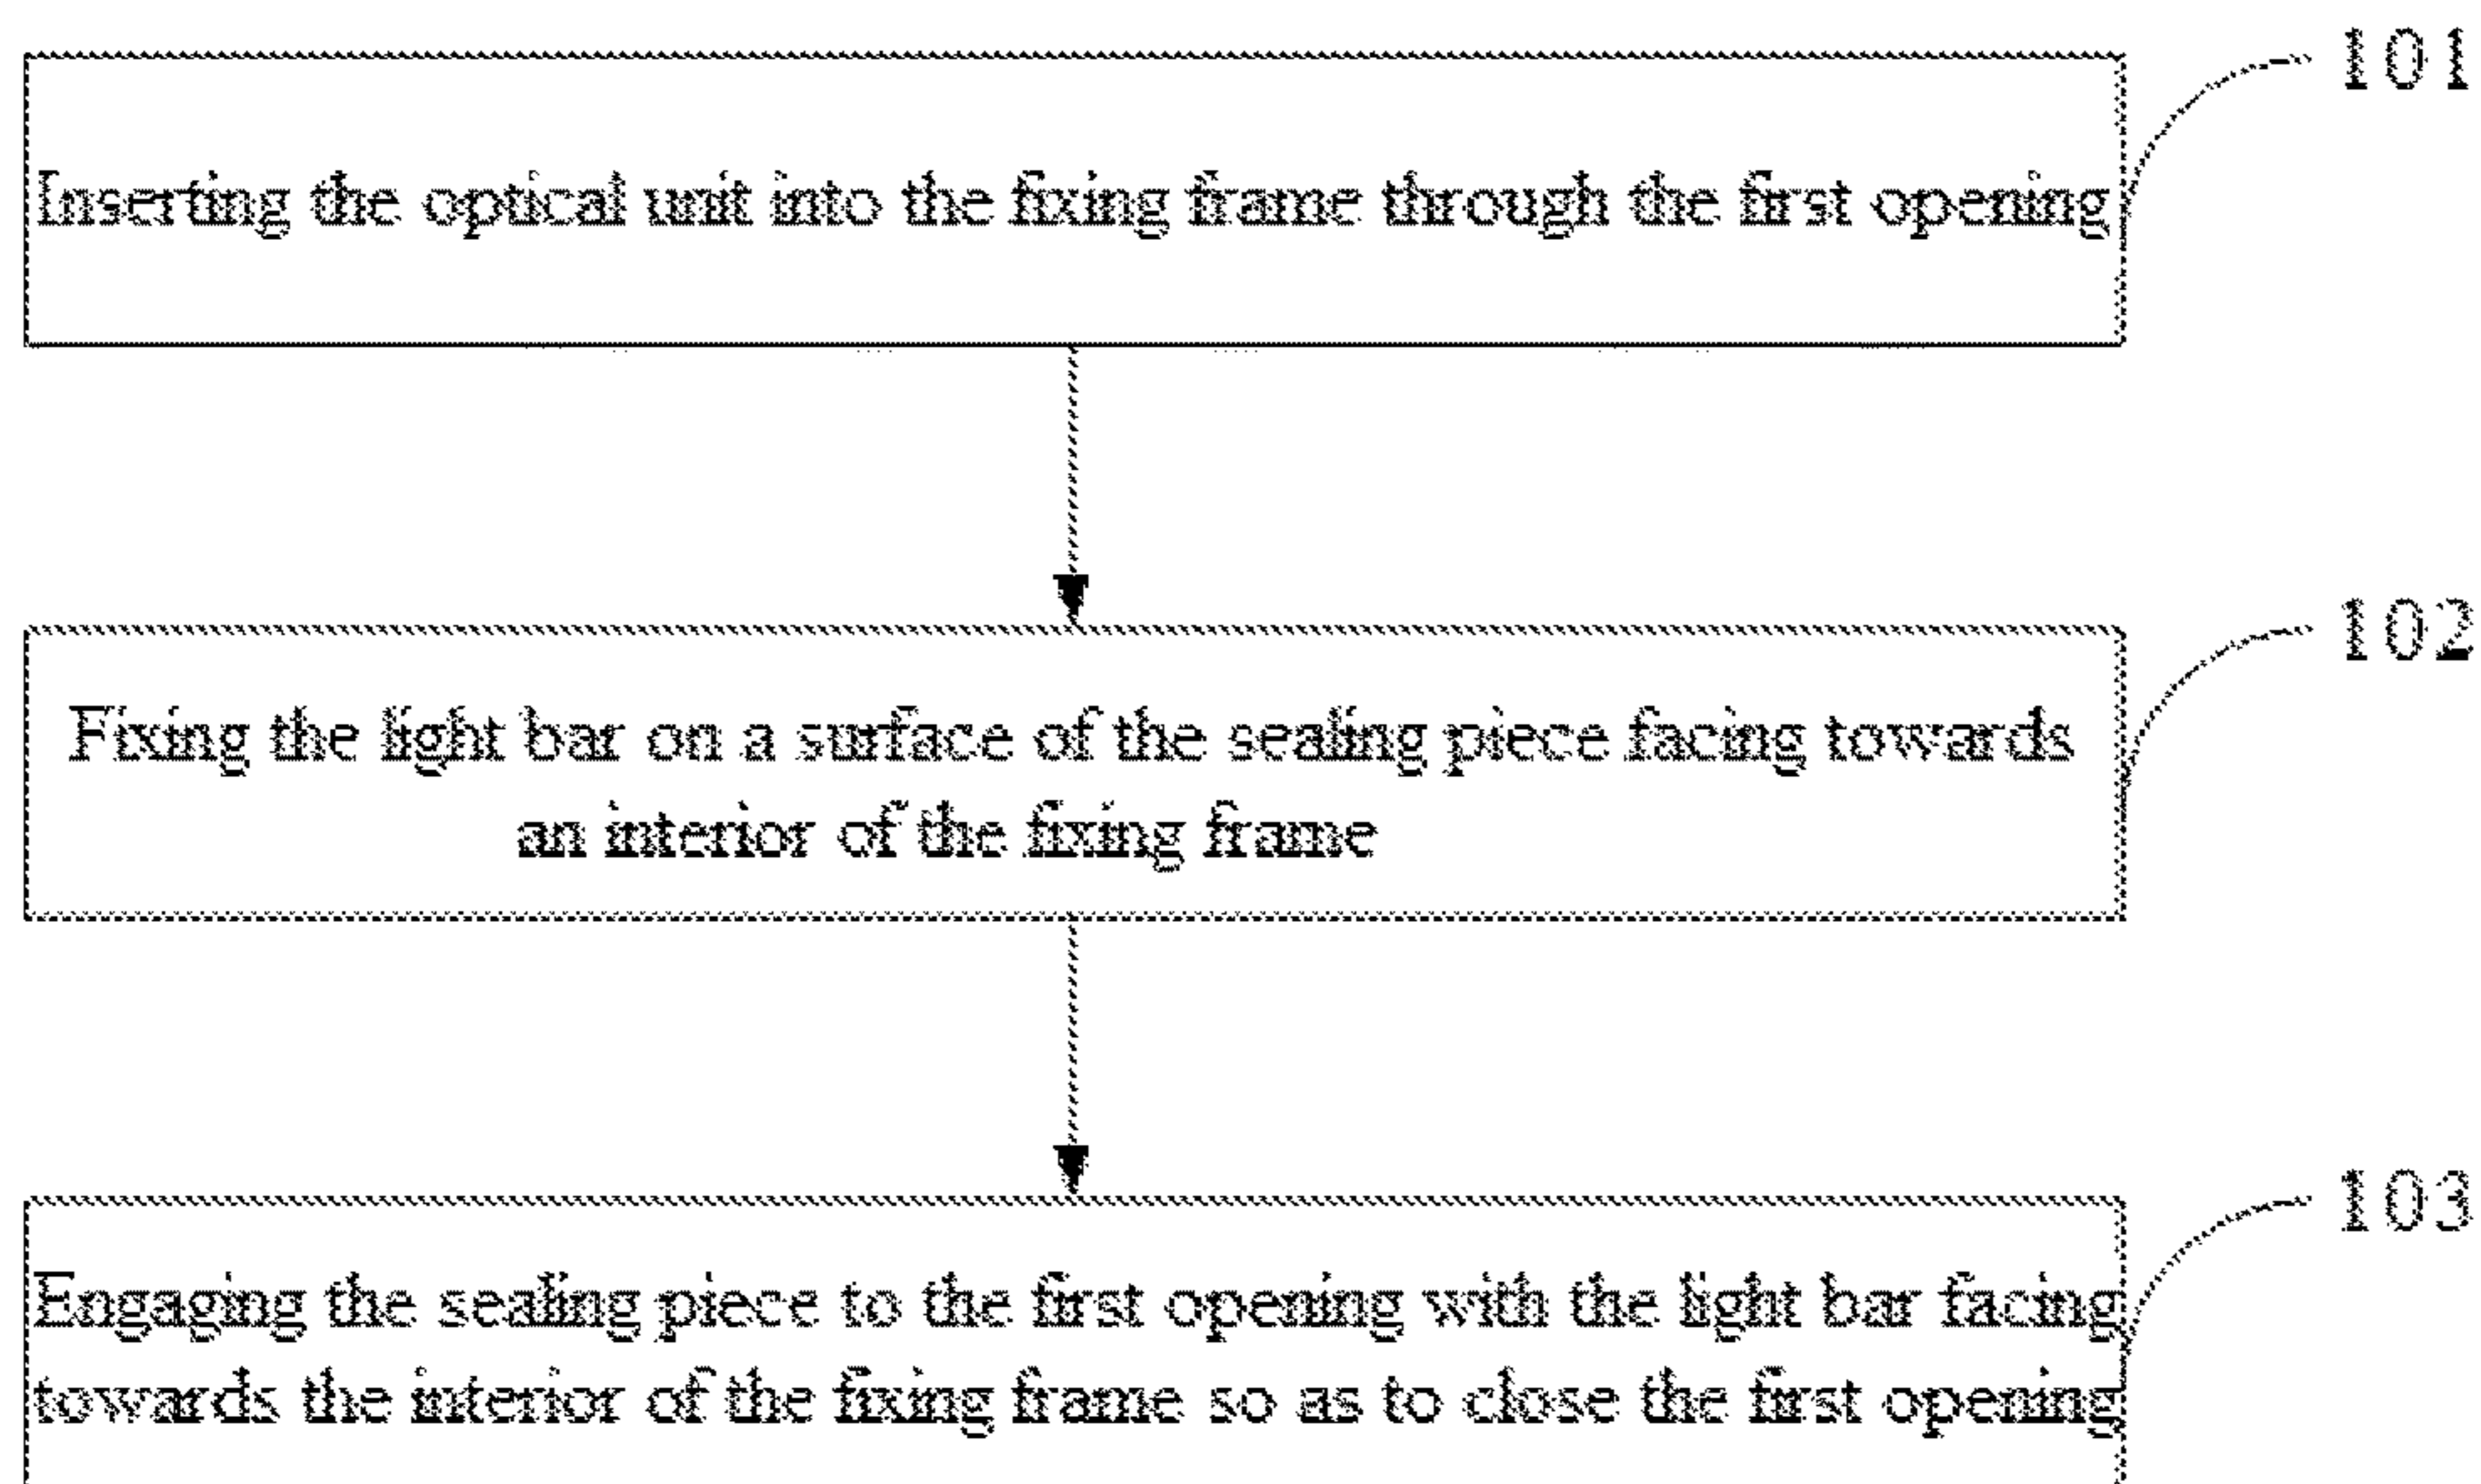 101
Inserting the optical unit into the fixing frame through the first opening
102
Fixing the light bar on a surface of the sealing piece facing towards
an interior of the fixing frame
103
Engaging the sealing piece to the first opening with the light bar facing
towards the interior of the fixing frame so as to close the first opening